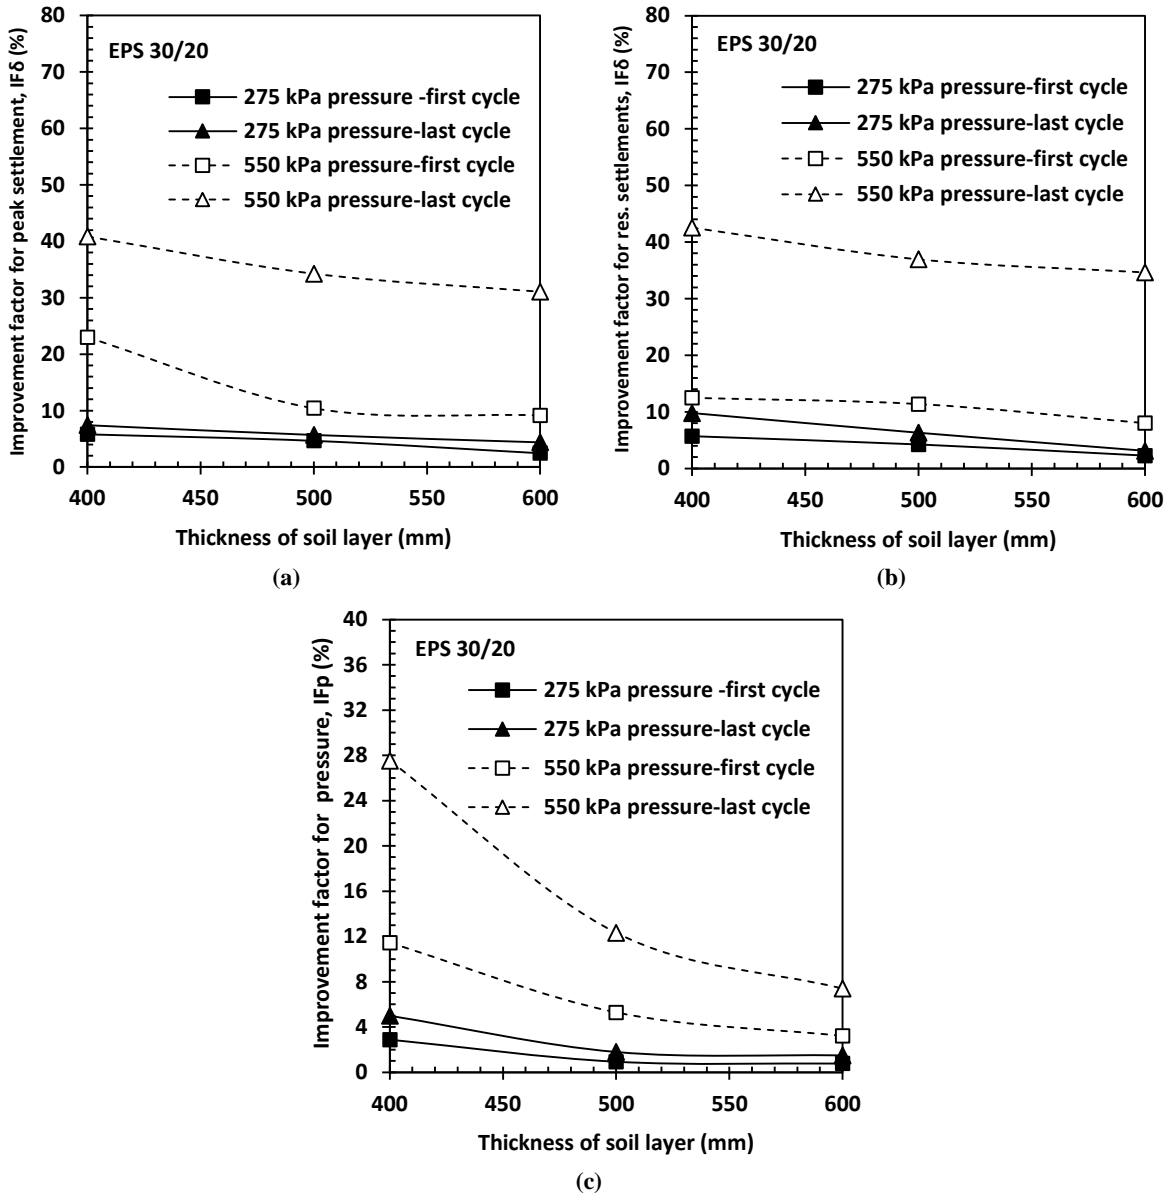 Improvement factor for peak settlement, IFδ (%)
80
70
60
50
40
30
20
10
0
EPS 30/20
275 kPa pressure -first cycle
275 kPa pressure-last cycle
550 kPa pressure-first cycle
550 kPa pressure-last cycle
400 450 500 550 600
Thickness of soil layer (mm)
(a)
Improvement factor for res. settlements, IFδ (%)
80
70
60
50
40
30
20
10
0
EPS 30/20
275 kPa pressure-first cycle
275 kPa pressure-last cycle
550 kPa pressure-first cycle
550 kPa pressure-last cycle
400 450 500 550 600
Thickness of soil layer (mm)
(b)
Improvement factor for pressure, IFp (%)
40
36
32
28
24
20
16
12
8
4
0
EPS 30/20
275 kPa pressure -first cycle
275 kPa pressure-last cycle
550 kPa pressure-first cycle
550 kPa pressure-last cycle
400 450 500 550 600
Thickness of soil layer (mm)
(c)